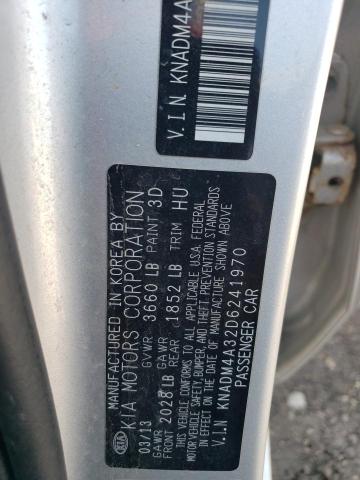 V.I.N. KNADM4A
MANUFACTURED IN KOREA BY
KIA MOTORS CORPORATION
03/13 GVWR 3660 LB PAINT 3D
GAWR FRONT 2028 LB GAWR REAR 1852 LB TRIM HU
THIS VEHICLE CONFORMS TO ALL APPLICABLE U.S.A. FEDERAL
MOTOR VEHICLE SAFETY, BUMPER, AND THEFT PREVENTION STANDARDS
IN EFFECT ON THE DATE OF MANUFACTURE SHOWN ABOVE
V.I.N KNADM4A32D6241970
PASSENGER CAR
KIA